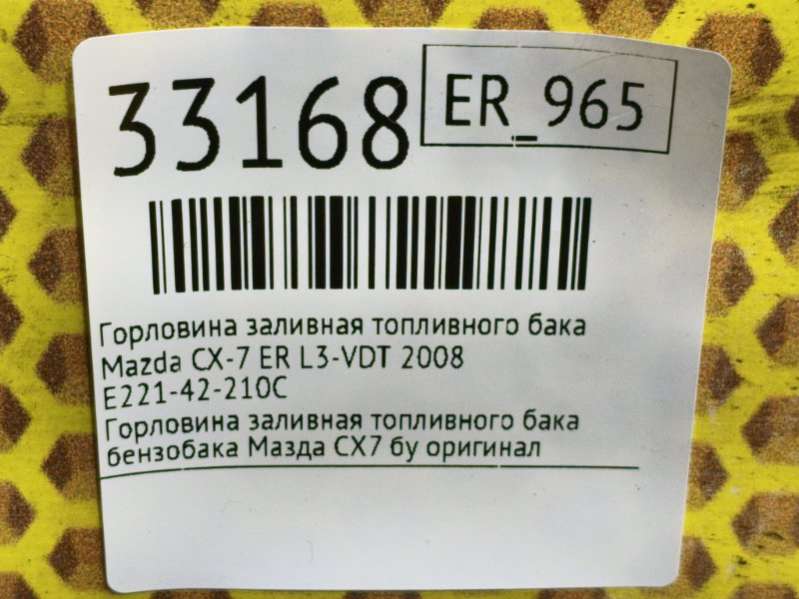 33168
ER_965
Горловина заливная топливного бака
Mazda CX-7 ER L3-VDT 2008
E221-42-210C
Горловина заливная топливного бака
бензобака Мазда СХ7 бу оригинал